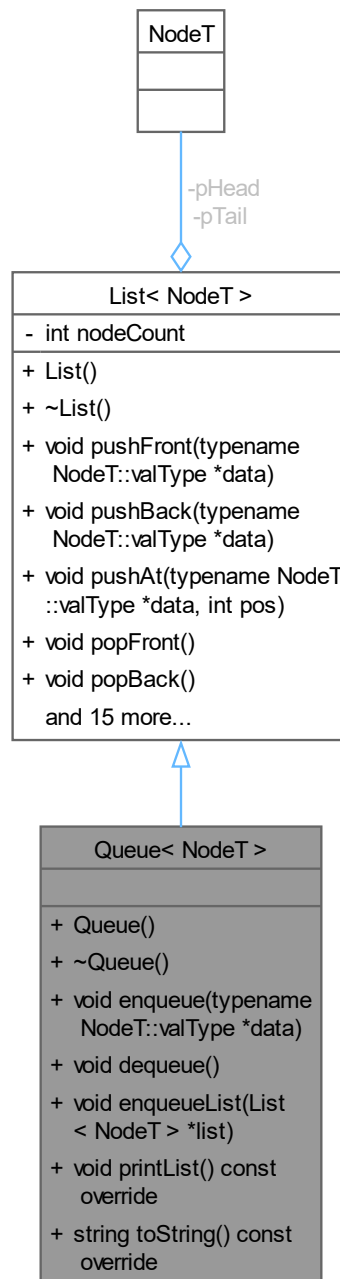 NodeT
-pHead
-pTail
List< NodeT >
- int nodeCount
+ List()
+ ~List()
+ void pushFront(typename
NodeT::valType *data)
+ void pushBack(typename
NodeT::valType *data)
+ void pushAt(typename NodeT
::valType *data, int pos)
+ void popFront()
+ void popBack()
and 15 more...
Queue< NodeT >
+ Queue()
+ ~Queue()
+ void enqueue(typename
NodeT::valType *data)
+ void dequeue()
+ void enqueueList(List
< NodeT > *list)
+ void printList() const
override
+ string toString() const
override